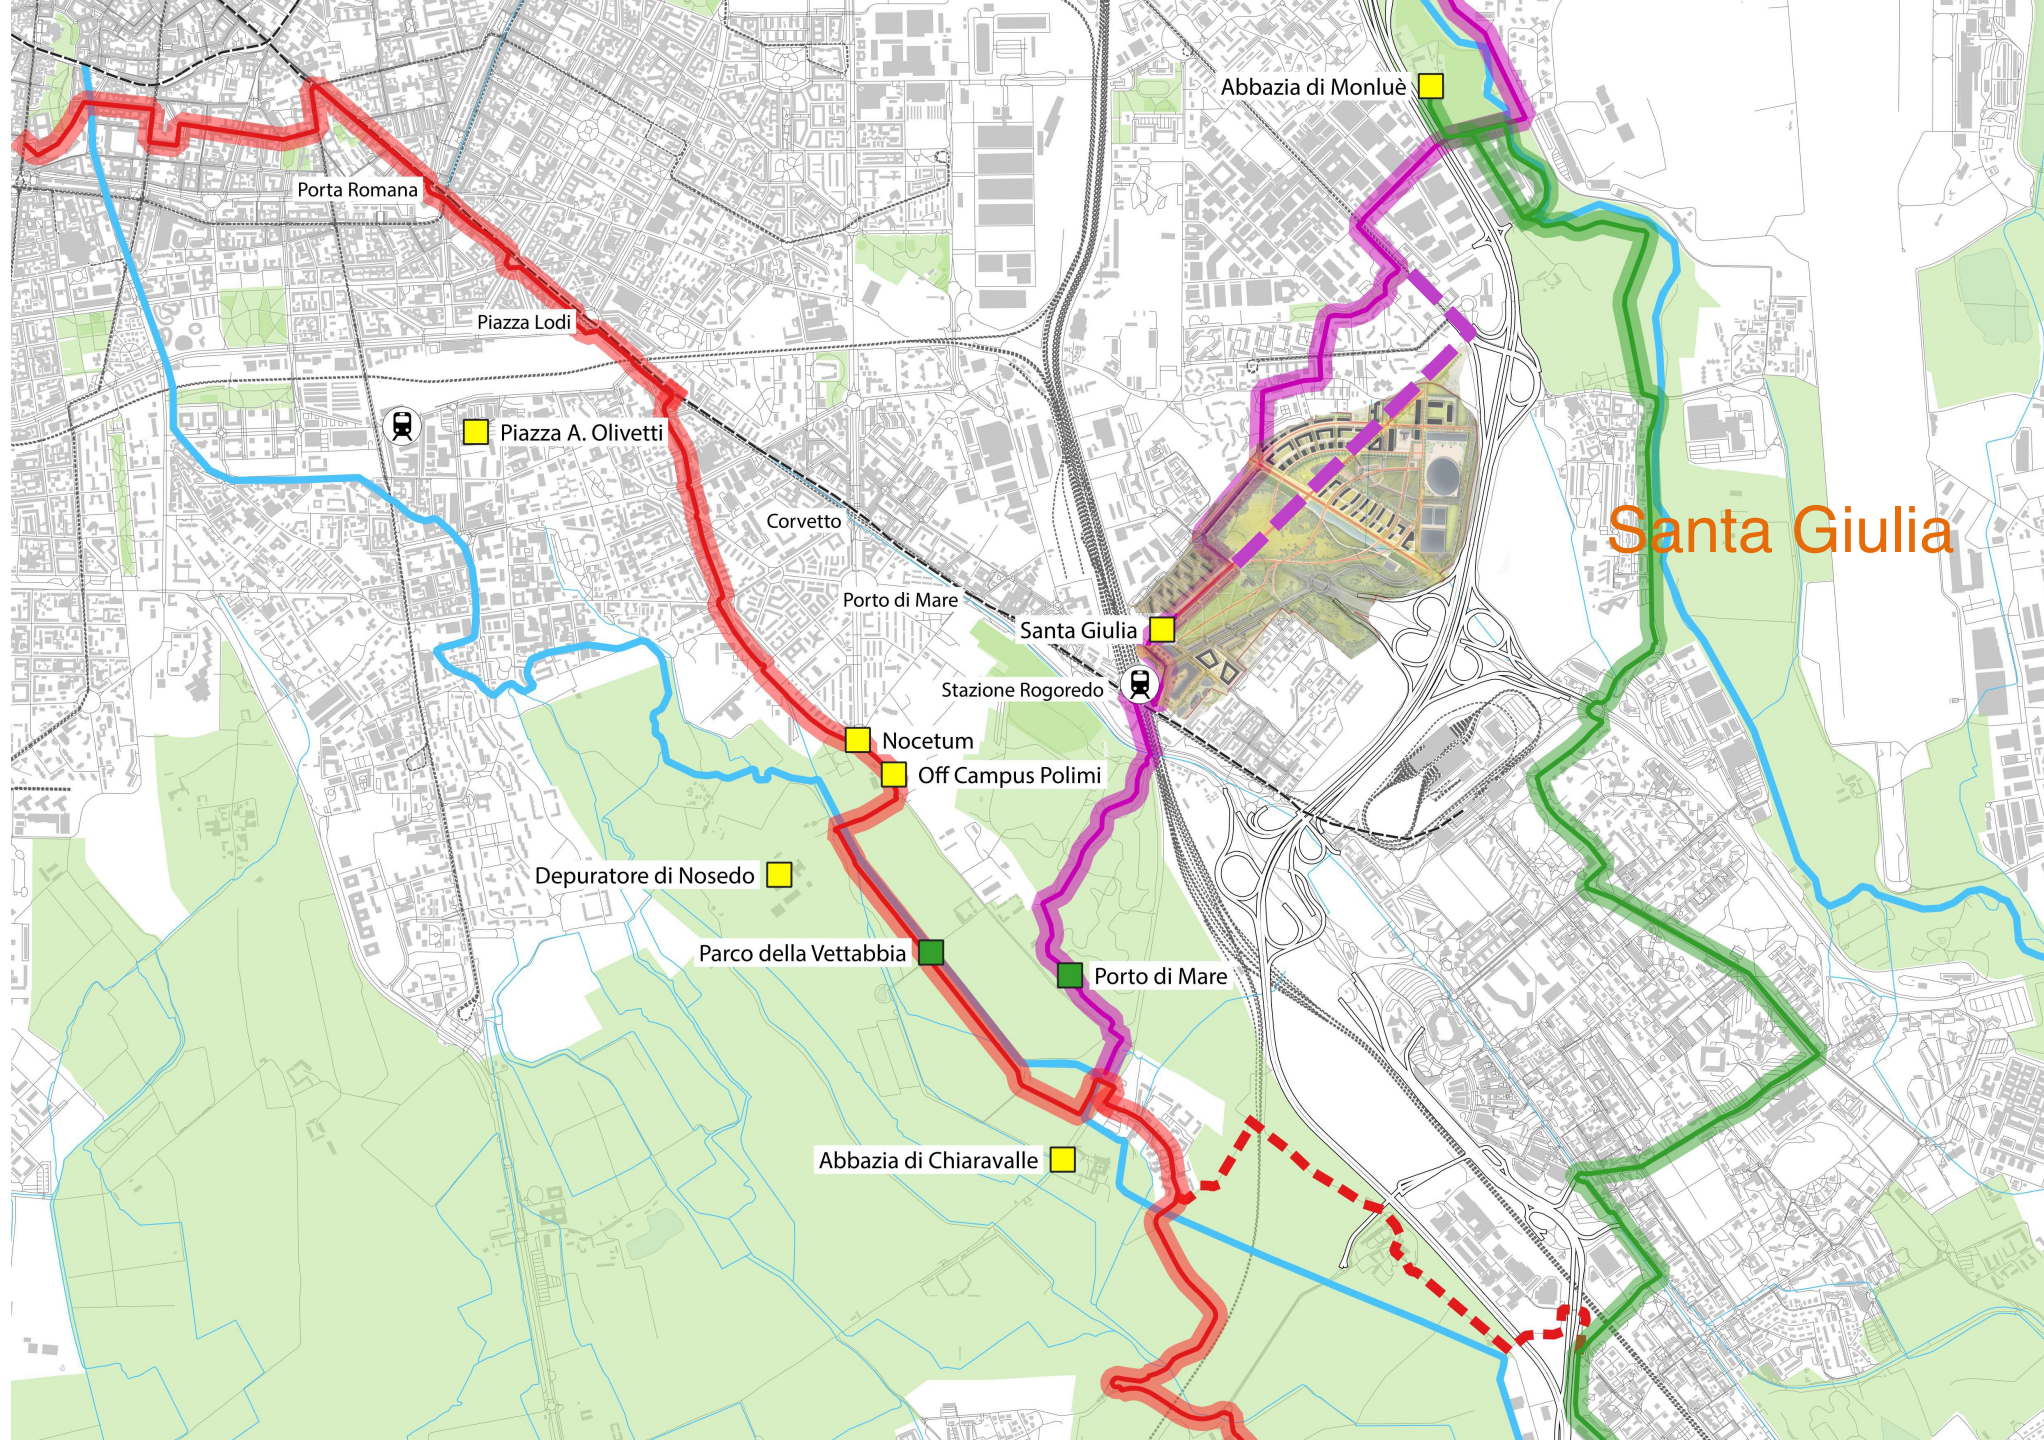 Abbazia di Monluè
Porta Romana
Piazza Lodi
Piazza A. Olivetti
Corvetto
Santa Giulia
Porto di Mare
Santa Giulia
Stazione Rogoredo
Nocetum
Off Campus Polimi
Depuratore di Nosedo
Parco della Vettabbia
Porto di Mare
Abbazia di Chiaravalle